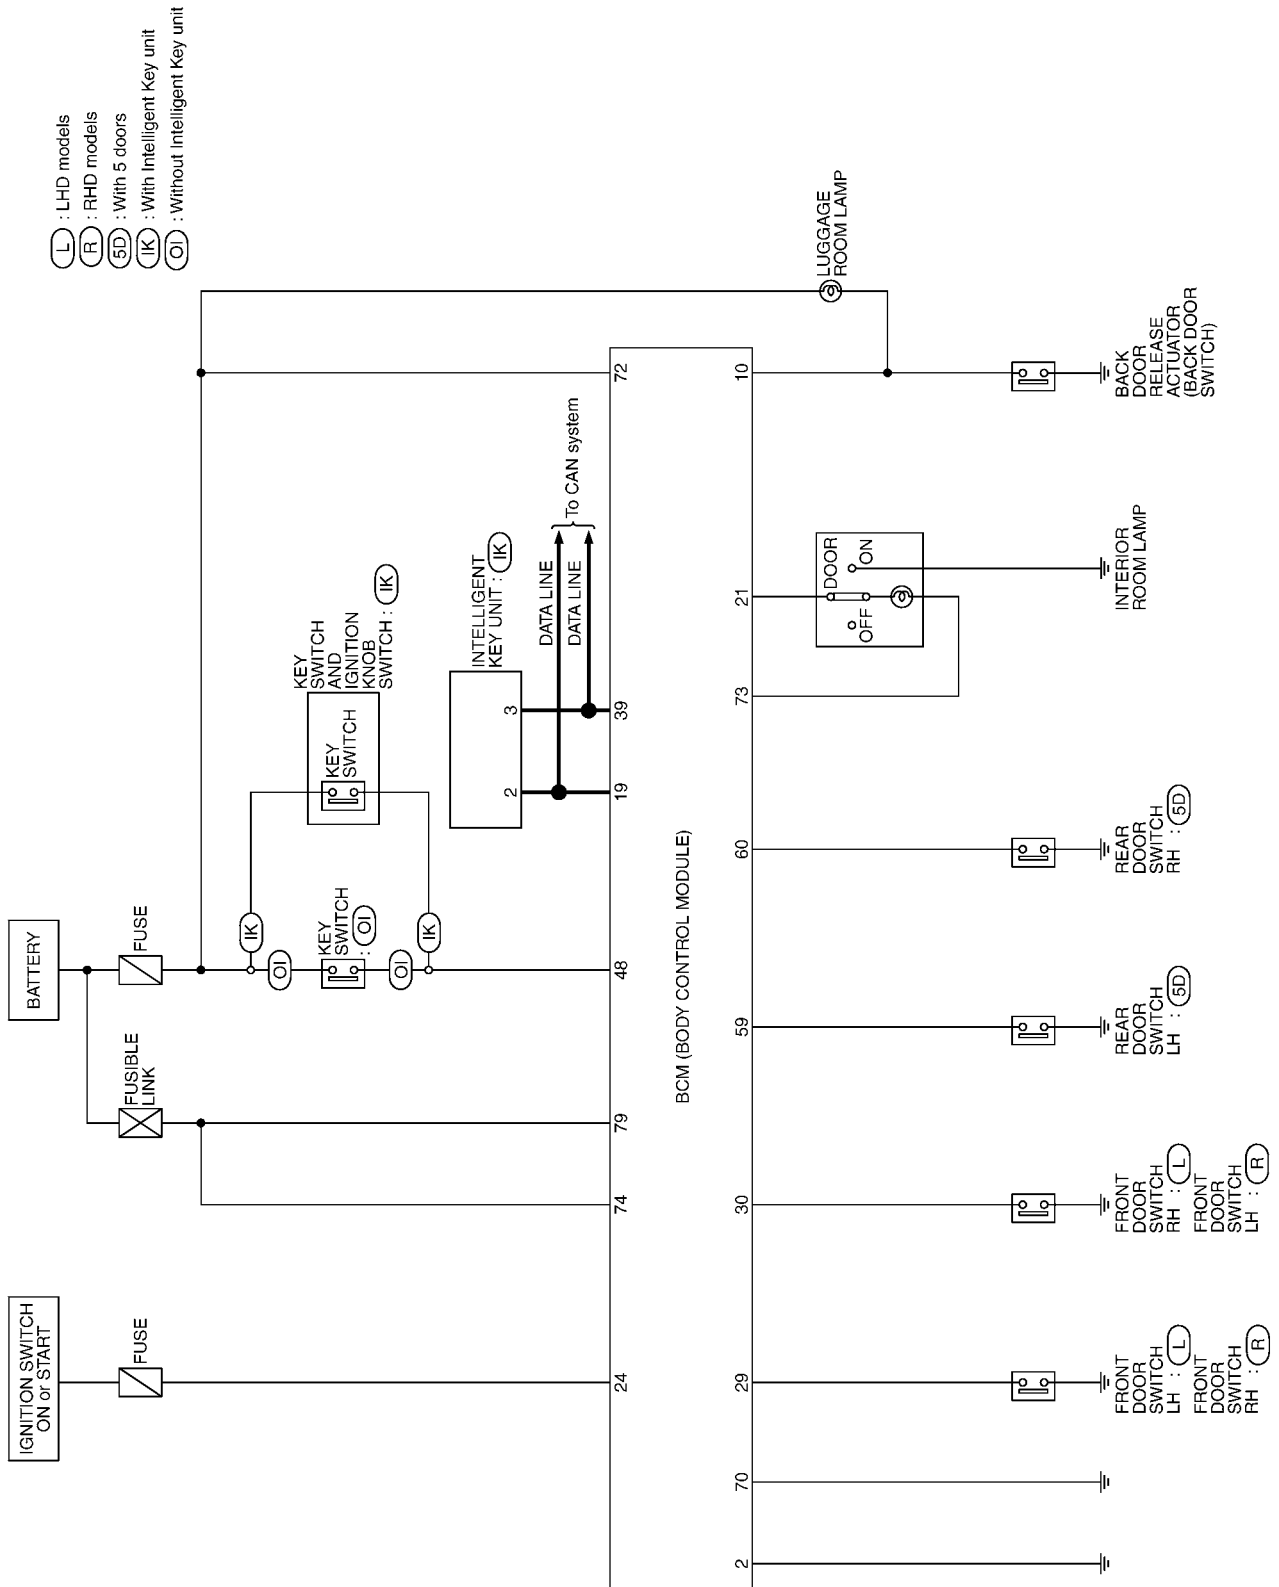 L : LHD models
R : RHD models
5D : With 5 doors
IK : With Intelligent Key unit
OI : Without Intelligent Key unit
IGNITION SWITCH
ON or START
FUSE
BATTERY
FUSIBLE
LINK
FUSE
IK
OI
KEY
SWITCH
: OI
OI
IK
KEY
SWITCH
AND
IGNITION
KNOB
SWITCH : IK
KEY
SWITCH
INTELLIGENT
KEY UNIT : IK
2
3
DATA LINE
DATA LINE
To CAN system
24
74
79
48
19
39
72
BCM (BODY CONTROL MODULE)
2
70
29
30
59
60
73
21
10
OFF
DOOR
ON
LUGGAGE
ROOM LAMP
FRONT
DOOR
SWITCH
LH : L
FRONT
DOOR
SWITCH
RH : R
FRONT
DOOR
SWITCH
RH : L
FRONT
DOOR
SWITCH
LH : R
REAR
DOOR
SWITCH
LH : 5D
REAR
DOOR
SWITCH
RH : 5D
INTERIOR
ROOM LAMP
BACK
DOOR
RELEASE
ACTUATOR
(BACK DOOR
SWITCH)